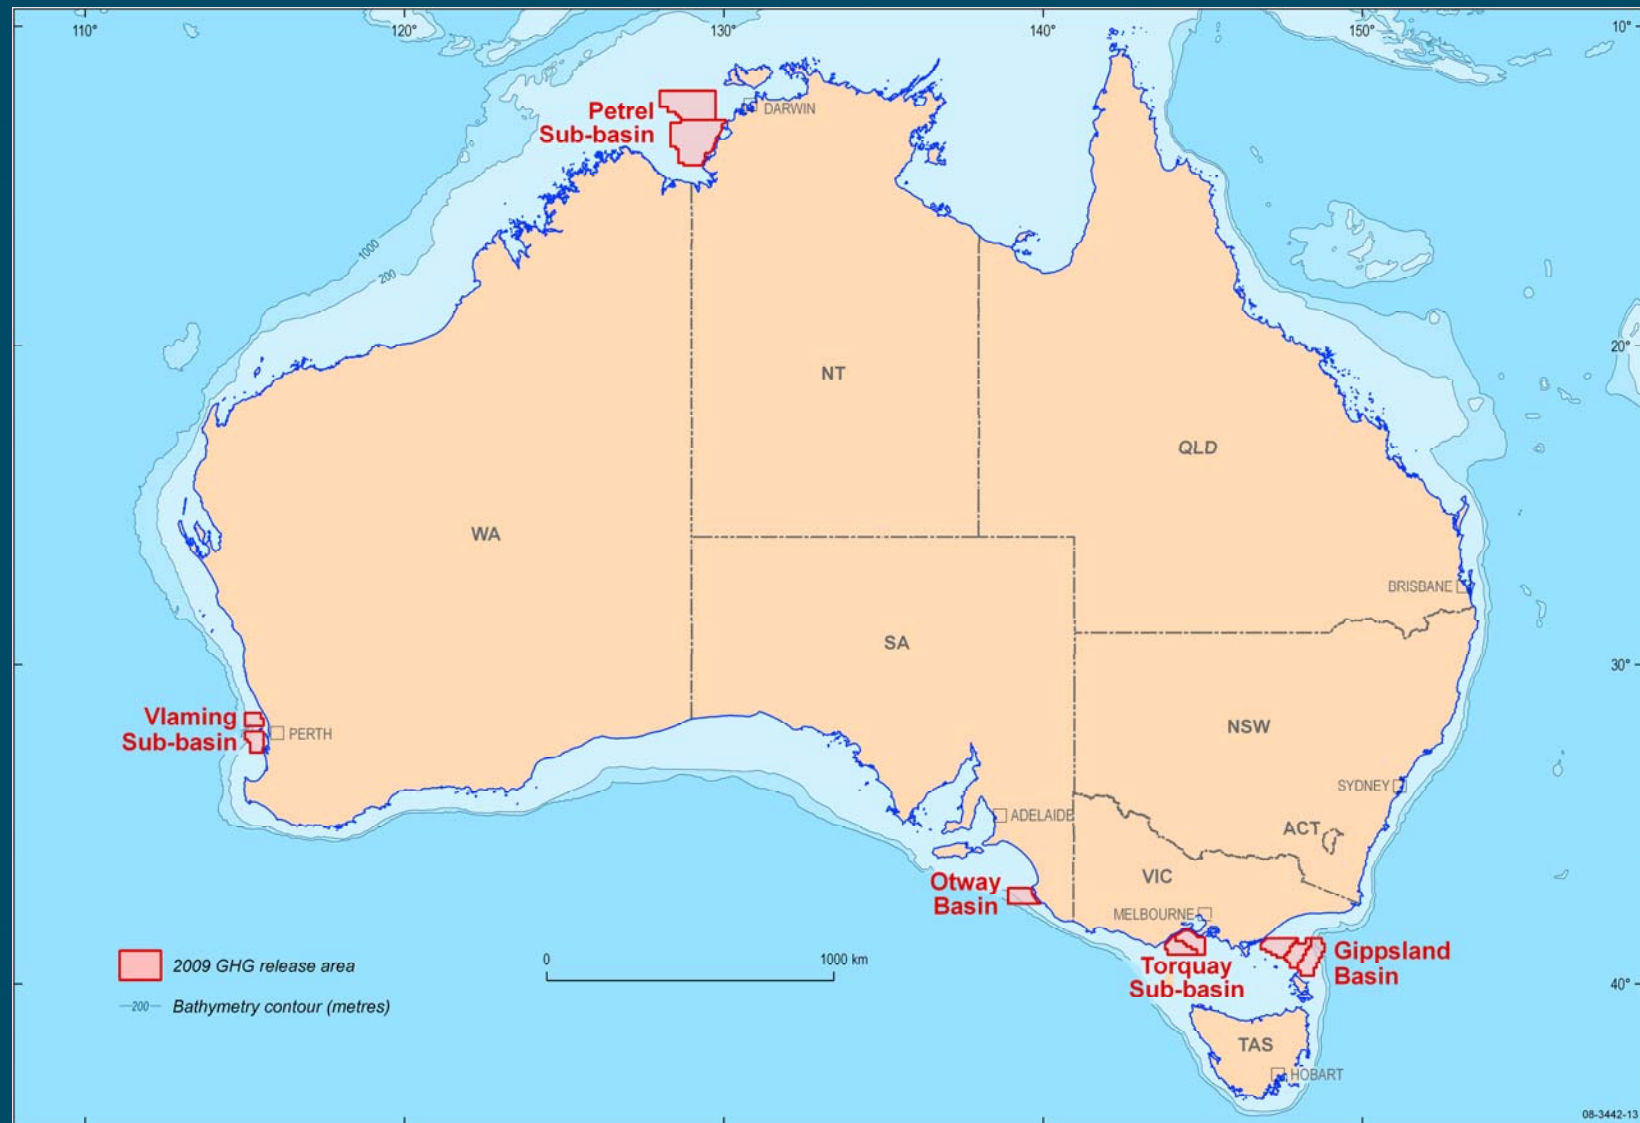 110°
120°
130°
140°
150°
10°
Petrel
Sub-basin
DARWIN
1000
200
20°
NT
QLD
WA
BRISBANE
SA
30°
Vlaming
Sub-basin
PERTH
NSW
SYDNEY
ADELAIDE
ACT
Otway
Basin
VIC
MELBOURNE
Gippsland
Basin
Torquay
Sub-basin
2009 GHG release area
0
1000 km
200
Bathymetry contour (metres)
40°
TAS
HOBART
08-3442-13